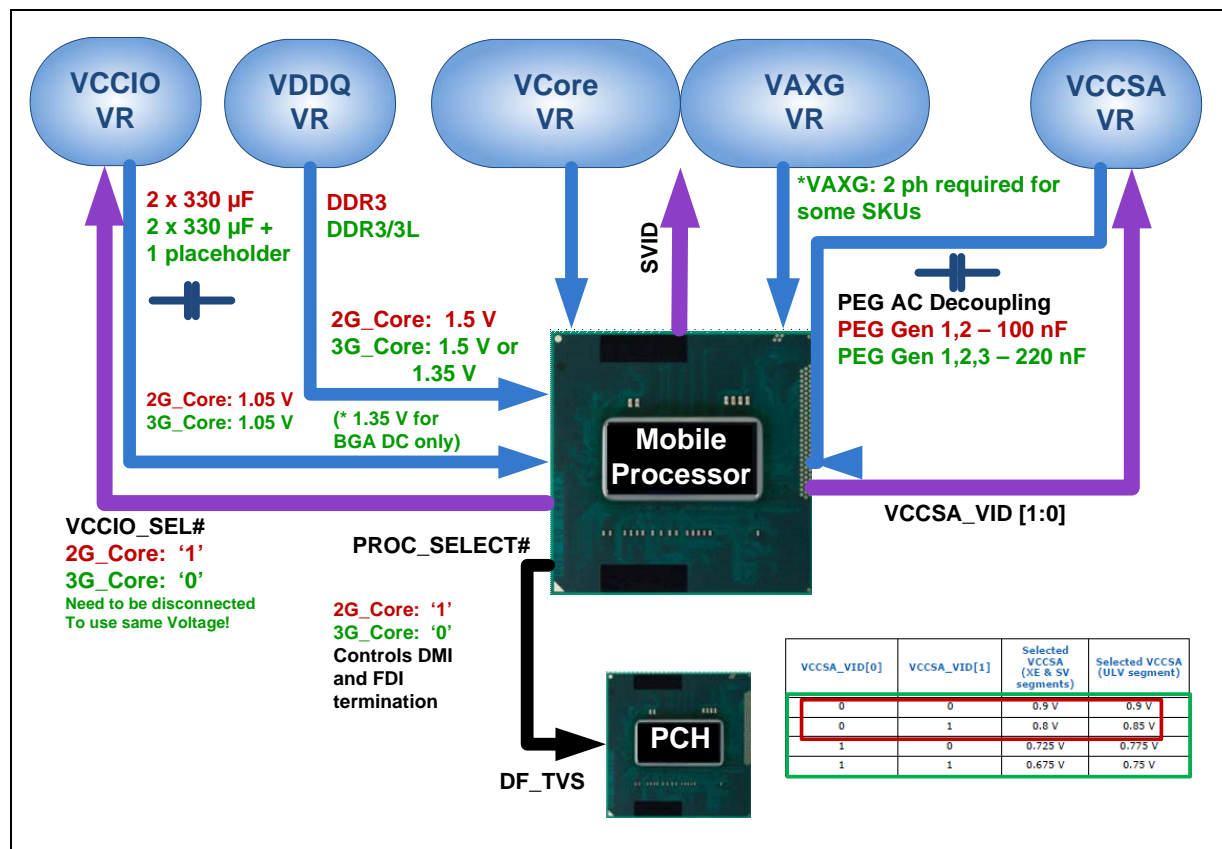 VCCIO
VR
VDDQ
VR
VCore
VR
VAXG
VR
VCCSA
VR
2 x 330 µF
2 x 330 µF +
1 placeholder
DDR3
DDR3/3L
SVID
*VAXG: 2 ph required for
some SKUs
PEG AC Decoupling
PEG Gen 1,2 – 100 nF
PEG Gen 1,2,3 – 220 nF
2G_Core: 1.5 V
3G_Core: 1.5 V or
1.35 V
2G_Core: 1.05 V
3G_Core: 1.05 V
(* 1.35 V for
BGA DC only)
Mobile
Processor
VCCSA_VID [1:0]
VCCIO_SEL#
2G_Core: ‘1’
3G_Core: ‘0’
Need to be disconnected
To use same Voltage!
PROC_SELECT#
2G_Core: ‘1’
3G_Core: ‘0’
Controls DMI
and FDI
termination
PCH
DF_TVS
VCCSA_VID[0] VCCSA_VID[1] Selected VCCSA (XE & SV segments) Selected VCCSA (ULV segment)
0 0 0.9 V 0.9 V
0 1 0.8 V 0.85 V
1 0 0.725 V 0.775 V
1 1 0.675 V 0.75 V